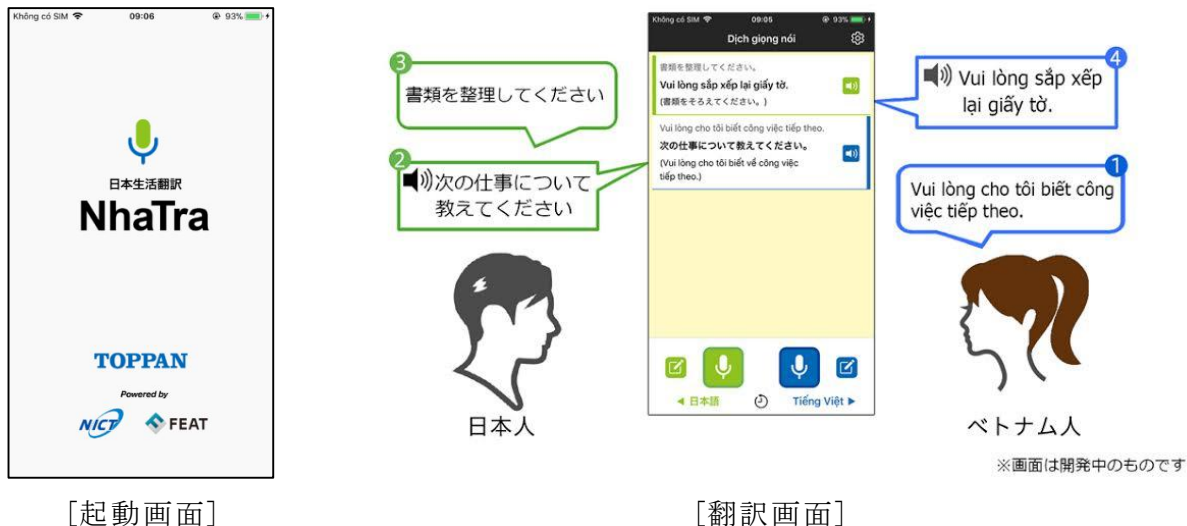 Không có SIM 09:06 93%
日本生活翻訳
NhaTra
TOPPAN
Powered by
NICT FEAT
[起動画面]
3
書類を整理してください
2
次の仕事について
教えてください
日本人
Không có SIM 09:05 93%
Dịch giọng nói
書類を整理してください。
Vui lòng sắp xếp lại giấy tờ.
(書類をそろえてください。)
Vui lòng cho tôi biết công việc tiếp theo.
次の仕事について教えてください。
(Vui lòng cho tôi biết về công việc
tiếp theo.)
◀ 日本語 Tiếng Việt ▶
4
Vui lòng sắp xếp
lại giấy tờ.
1
Vui lòng cho tôi biết công
việc tiếp theo.
ベトナム人
※画面は開発中のものです
[翻訳画面]